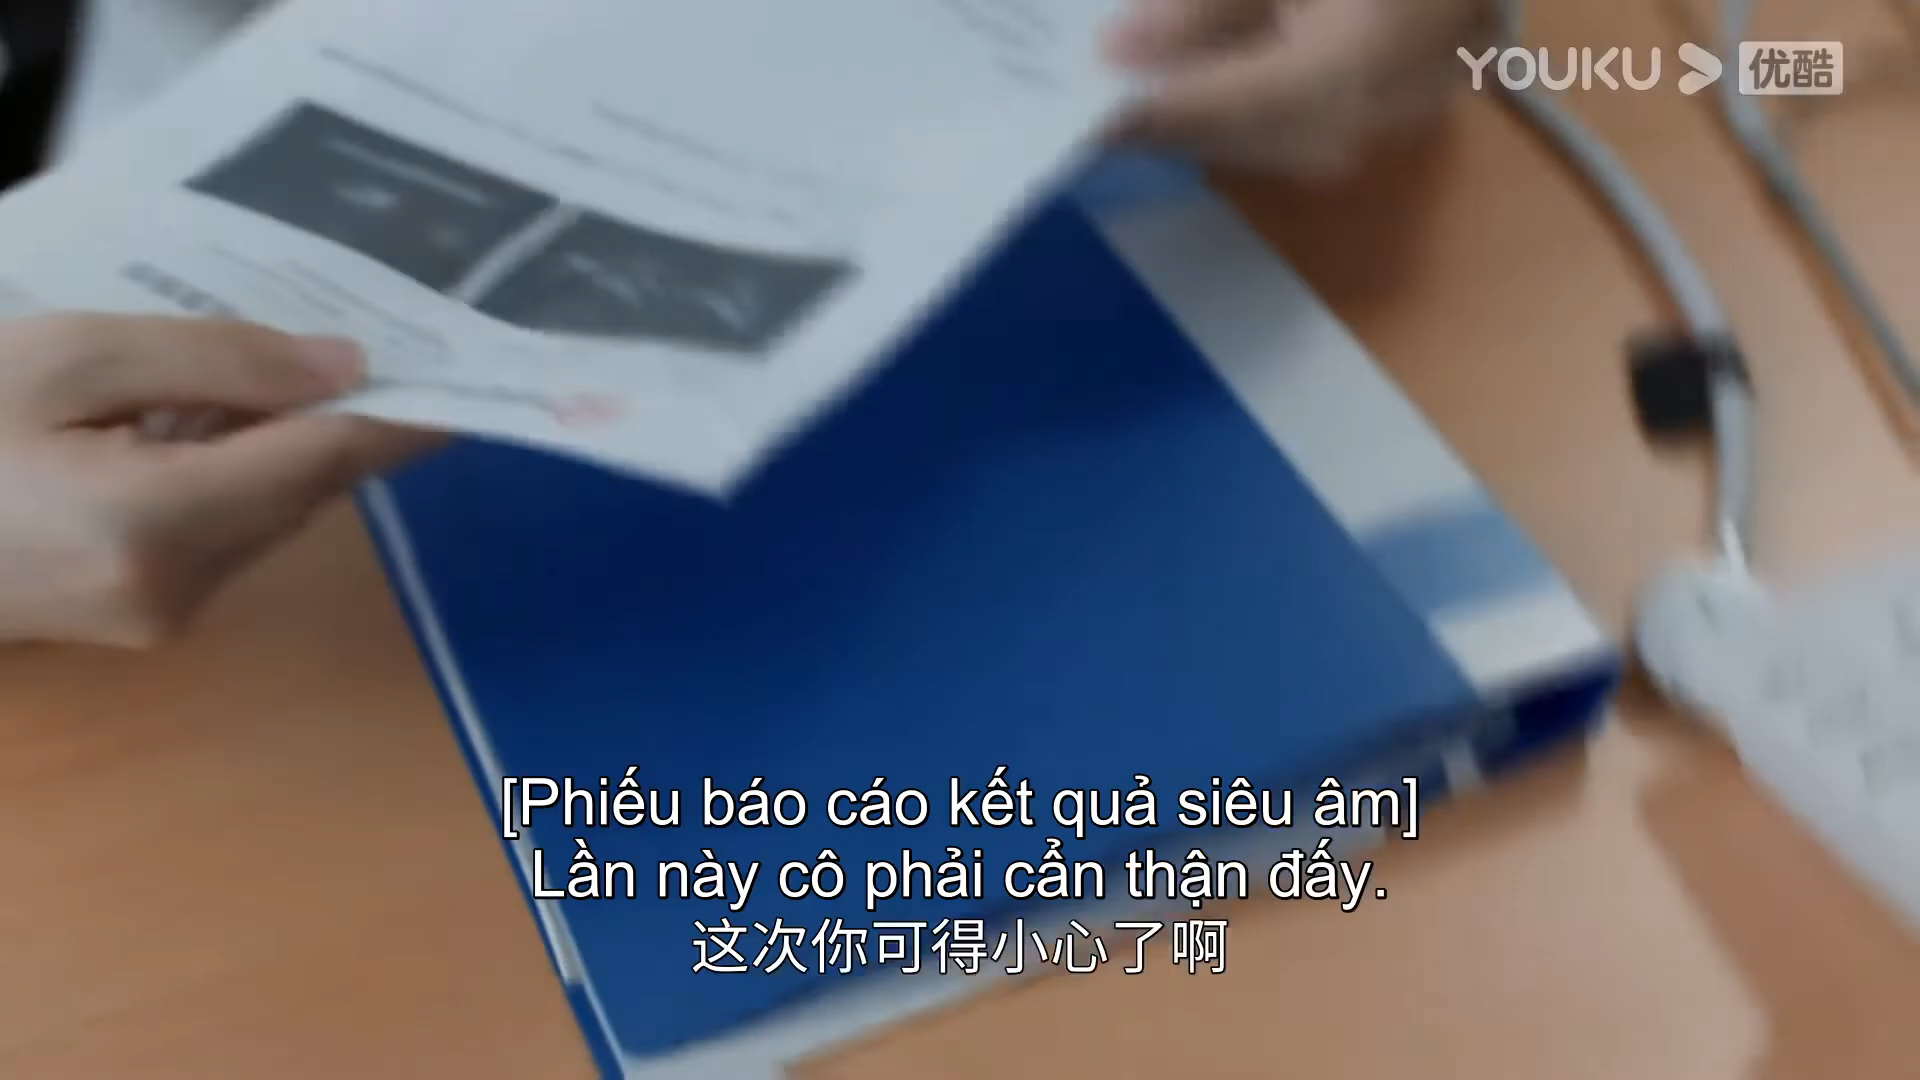 YOUKU 优酷
[Phiếu báo cáo kết quả siêu âm]
Lần này cô phải cẩn thận đấy.
这次你可得小心了啊